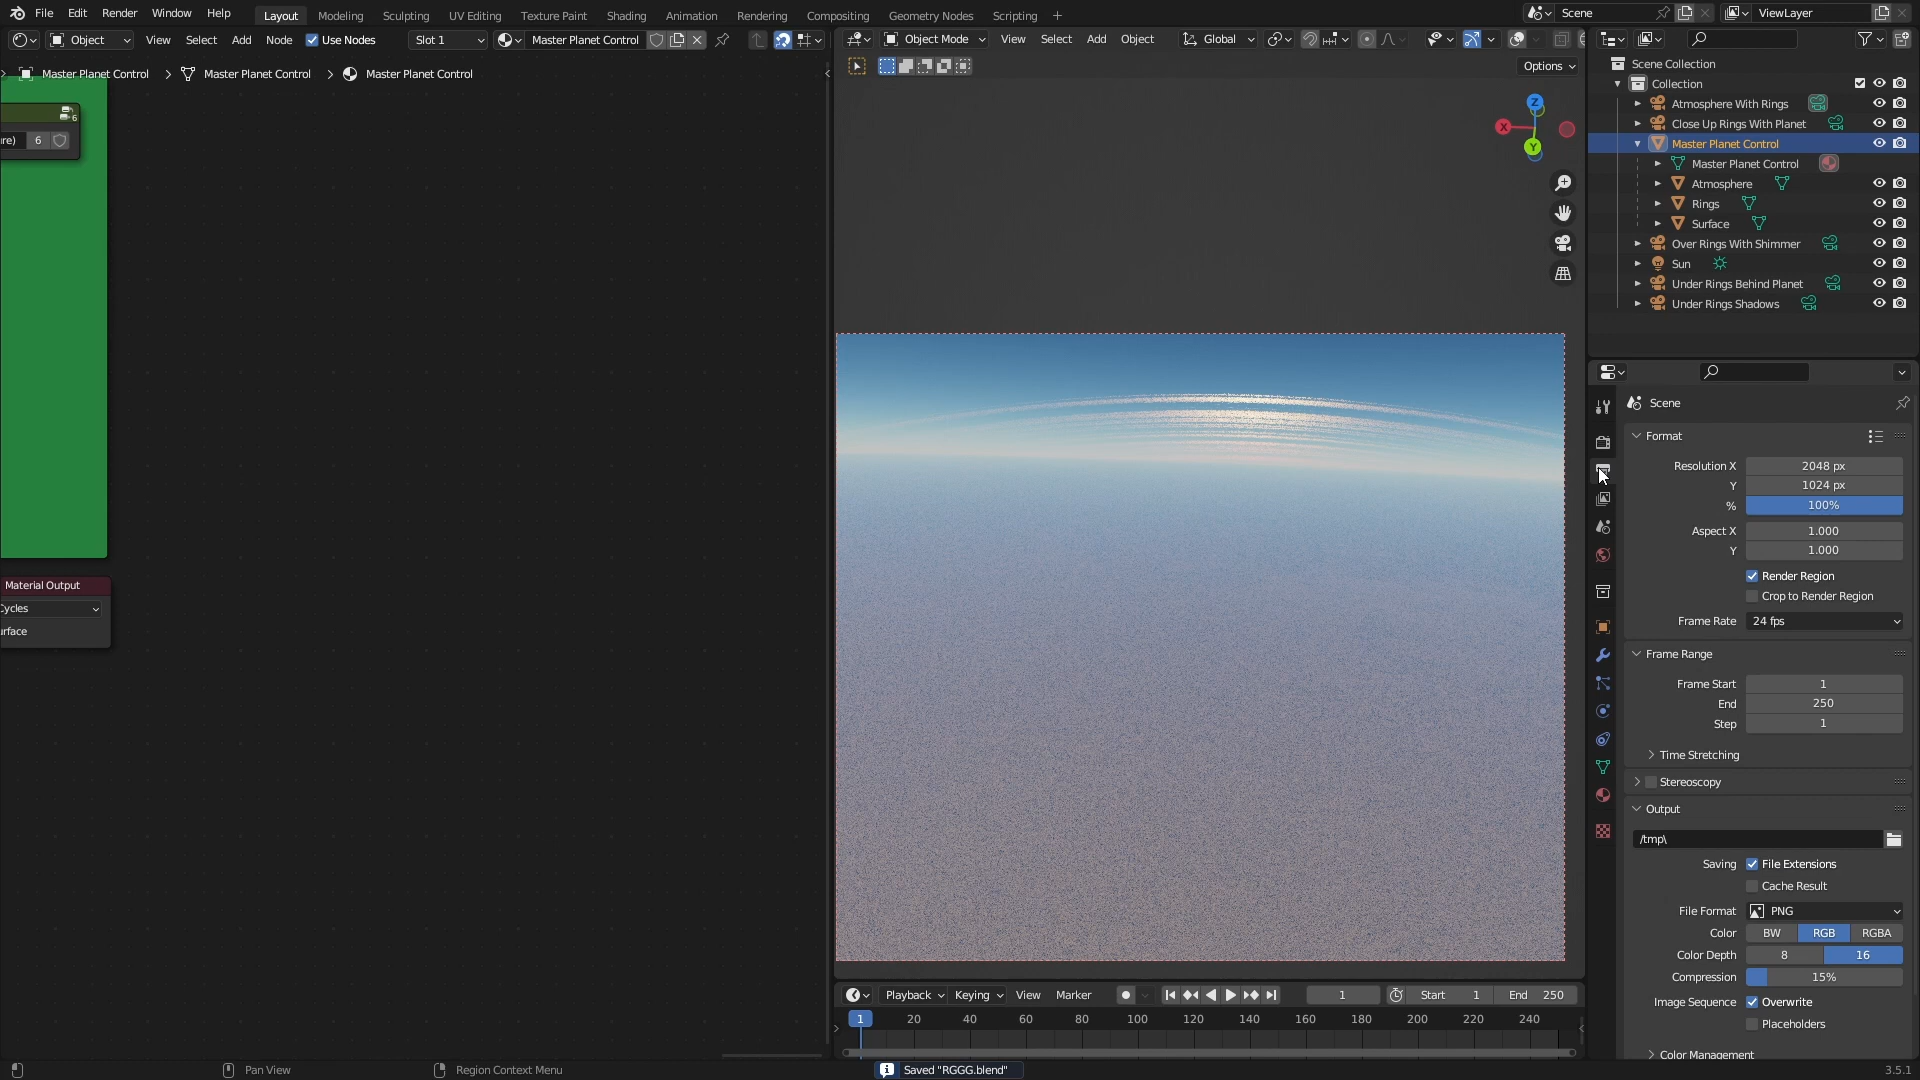 File Edit Render Window Help Layout Modeling Sculpting UV Editing Texture Paint Shading Animation Rendering Compositing Geometry Nodes Scripting + Scene ViewLayer
Object View Select Add Node Use Nodes Slot 1 Master Planet Control
Object Mode View Select Add Object Global
Master Planet Control > Master Planet Control > Master Planet Control
Options
6
re) 6
Material Output
Cycles
urface
X Y Z
Scene Collection
Collection
Atmosphere With Rings
Close Up Rings With Planet
Master Planet Control
Master Planet Control
Atmosphere
Rings
Surface
Over Rings With Shimmer
Sun
Under Rings Behind Planet
Under Rings Shadows
Scene
Format
Resolution X 2048 px
Y 1024 px
% 100%
Aspect X 1.000
Y 1.000
Render Region
Crop to Render Region
Frame Rate 24 fps
Frame Range
Frame Start 1
End 250
Step 1
Time Stretching
Stereoscopy
Output
/tmp\
Saving File Extensions
Cache Result
File Format PNG
Color BW RGB RGBA
Color Depth 8 16
Compression 15%
Image Sequence Overwrite
Placeholders
Color Management
Playback Keying View Marker 1 Start 1 End 250
1 20 40 60 80 100 120 140 160 180 200 220 240
Pan View Region Context Menu Saved "RGGG.blend" 3.5.1